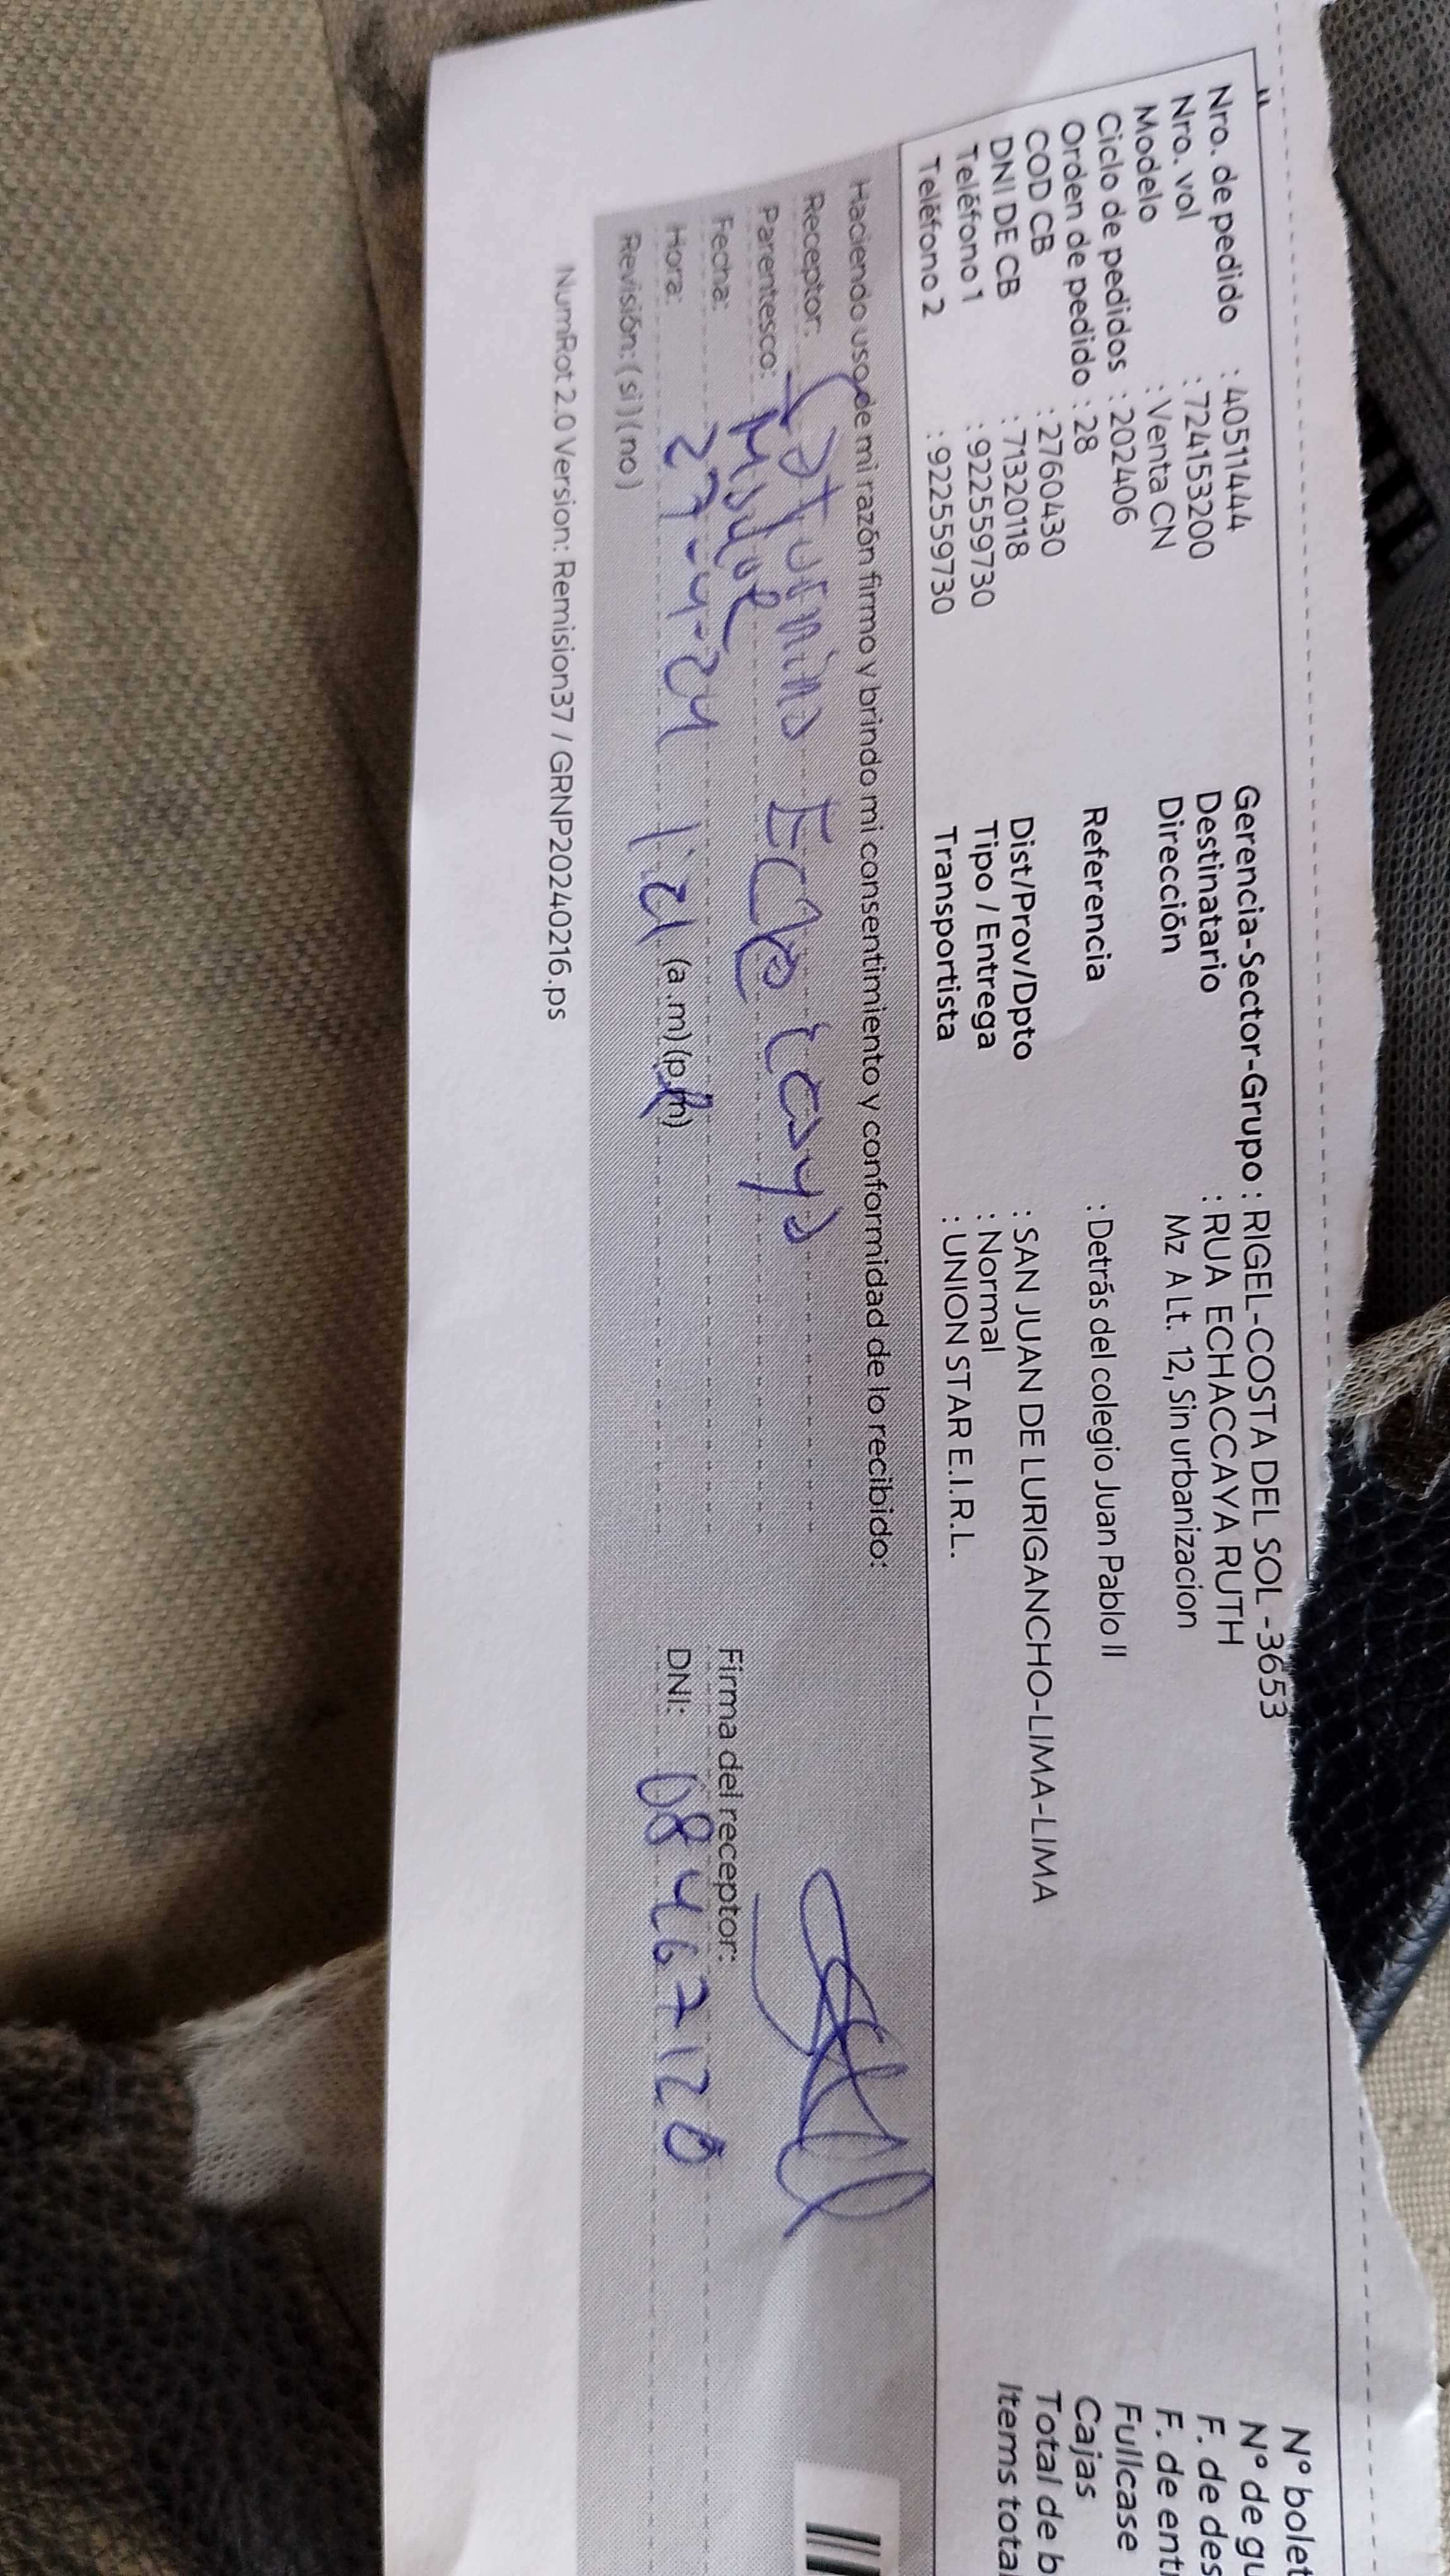 Nro. de pedido : 40511444
Nro. vol : 724153200
Modelo : Venta CN
Ciclo de pedidos : 202406
Orden de pedido : 28
COD CB : 2760430
DNI DE CB : 71320118
Teléfono 1 : 922559730
Teléfono 2 : 922559730
Gerencia-Sector-Grupo : RIGEL-COSTA DEL SOL -3653
Destinatario : RUA ECHACCAYA RUTH
Dirección Mz A Lt. 12, Sin urbanizacion
Referencia : Detrás del colegio Juan Pablo II
Dist/Prov/Dpto : SAN JUAN DE LURIGANCHO-LIMA-LIMA
Tipo / Entrega : Normal
Transportista : UNION STAR E.I.R.L.
N° bolet
N° de gu
F. de des
F. de ent
Fullcase
Cajas
Total de b
Items total
Haciendo uso de mi razón firmo y brindo mi consentimiento y conformidad de lo recibido:
Receptor: Saturnino
Parentesco:
Fecha: 27-4-24
Hora: (a.m) (p.m)
Revisión: ( si ) ( no )
Firma del receptor:
DNI: 08467120
NumRot 2.0 Version: Remision37 / GRNP20240216.ps